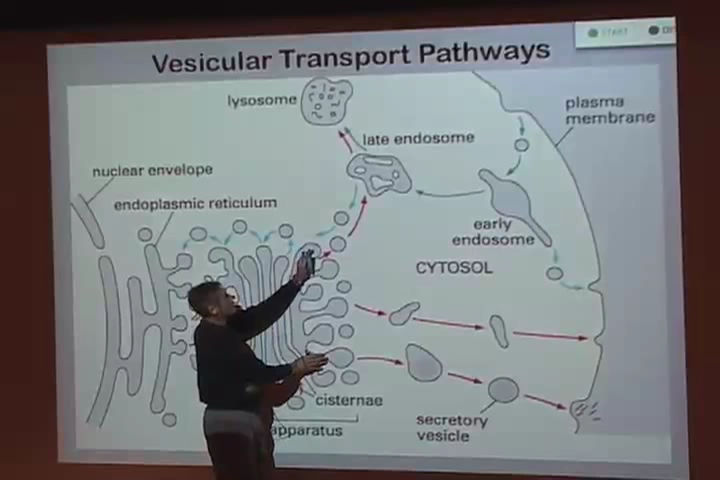 Vesicular Transport Pathways
START
lysosome
plasma
membrane
late endosome
nuclear envelope
endoplasmic reticulum
early
endosome
CYTOSOL
cisternae
apparatus
secretory
vesicle